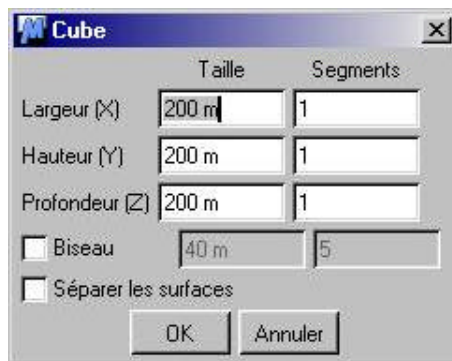 Cube
Taille Segments
Largeur (X) 200 m 1
Hauteur (Y) 200 m 1
Profondeur (Z) 200 m 1
Biseau 40 m 5
Séparer les surfaces
OK Annuler